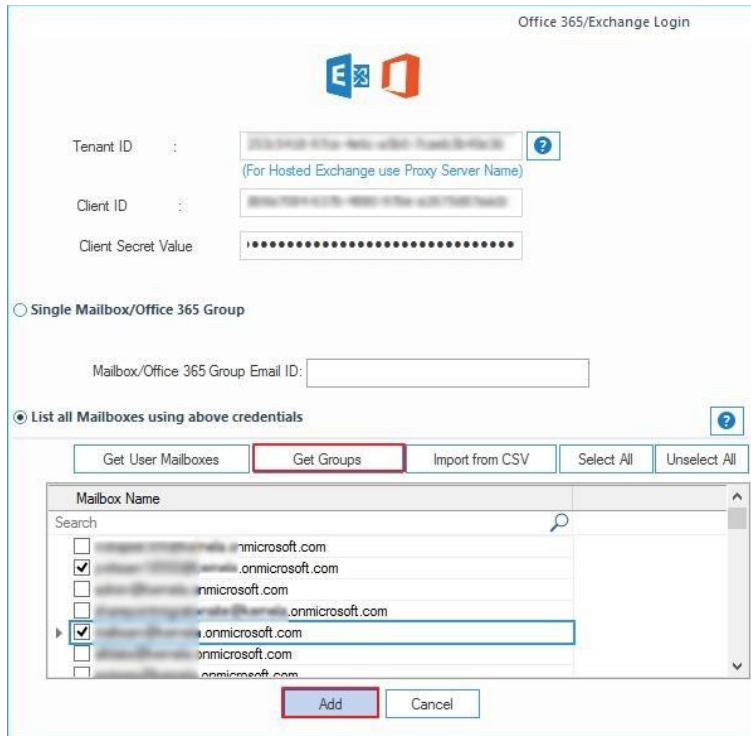 Office 365/Exchange Login
Tenant ID :
(For Hosted Exchange use Proxy Server Name)
Client ID :
Client Secret Value
Single Mailbox/Office 365 Group
Mailbox/Office 365 Group Email ID:
List all Mailboxes using above credentials
Get User Mailboxes Get Groups Import from CSV Select All Unselect All
Mailbox Name
Search
.onmicrosoft.com
.onmicrosoft.com
.onmicrosoft.com
.onmicrosoft.com
.onmicrosoft.com
.onmicrosoft.com
.onmicrosoft.com
Add Cancel